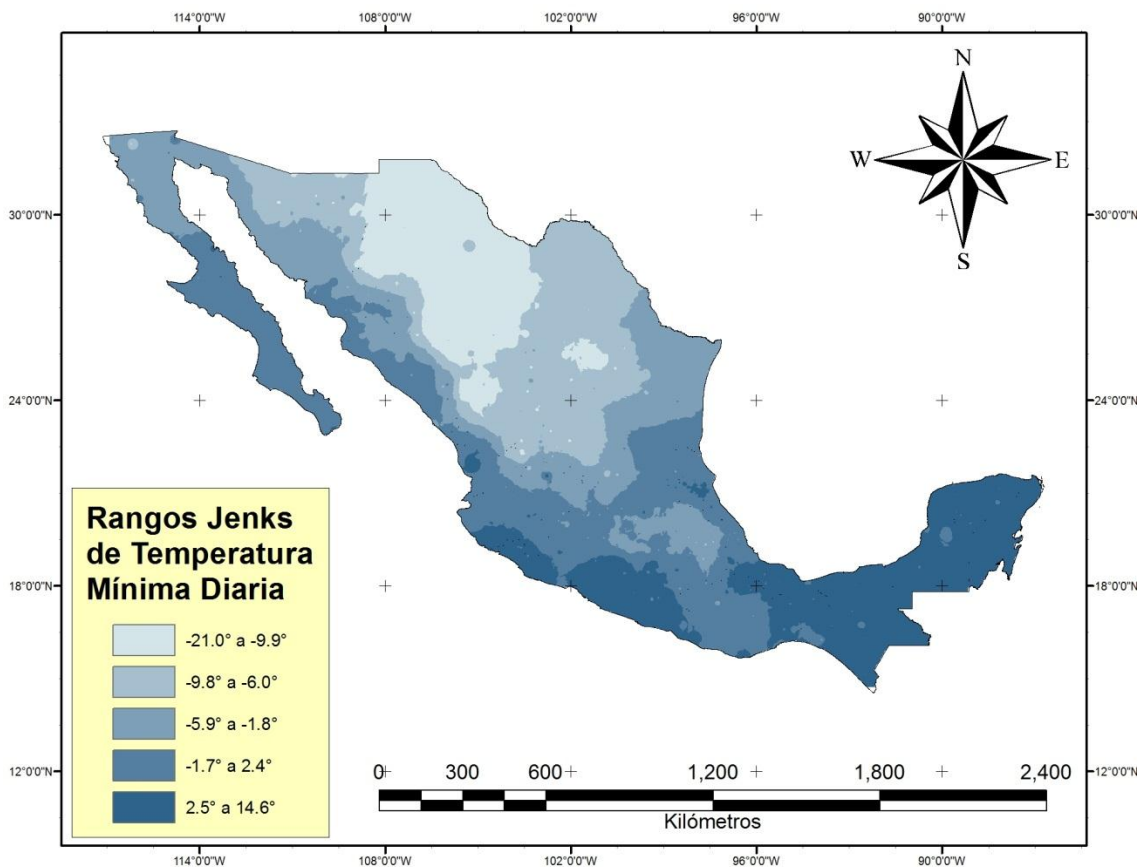 114°0'0"W 108°0'0"W 102°0'0"W 96°0'0"W 90°0'0"W
N
W E
S
30°0'0"N 30°0'0"N
24°0'0"N 24°0'0"N
18°0'0"N 18°0'0"N
12°0'0"N 12°0'0"N
Rangos Jenks
de Temperatura
Mínima Diaria
-21.0° a -9.9°
-9.8° a -6.0°
-5.9° a -1.8°
-1.7° a 2.4°
2.5° a 14.6°
0 300 600 1,200 1,800 2,400
Kilómetros
114°0'0"W 108°0'0"W 102°0'0"W 96°0'0"W 90°0'0"W